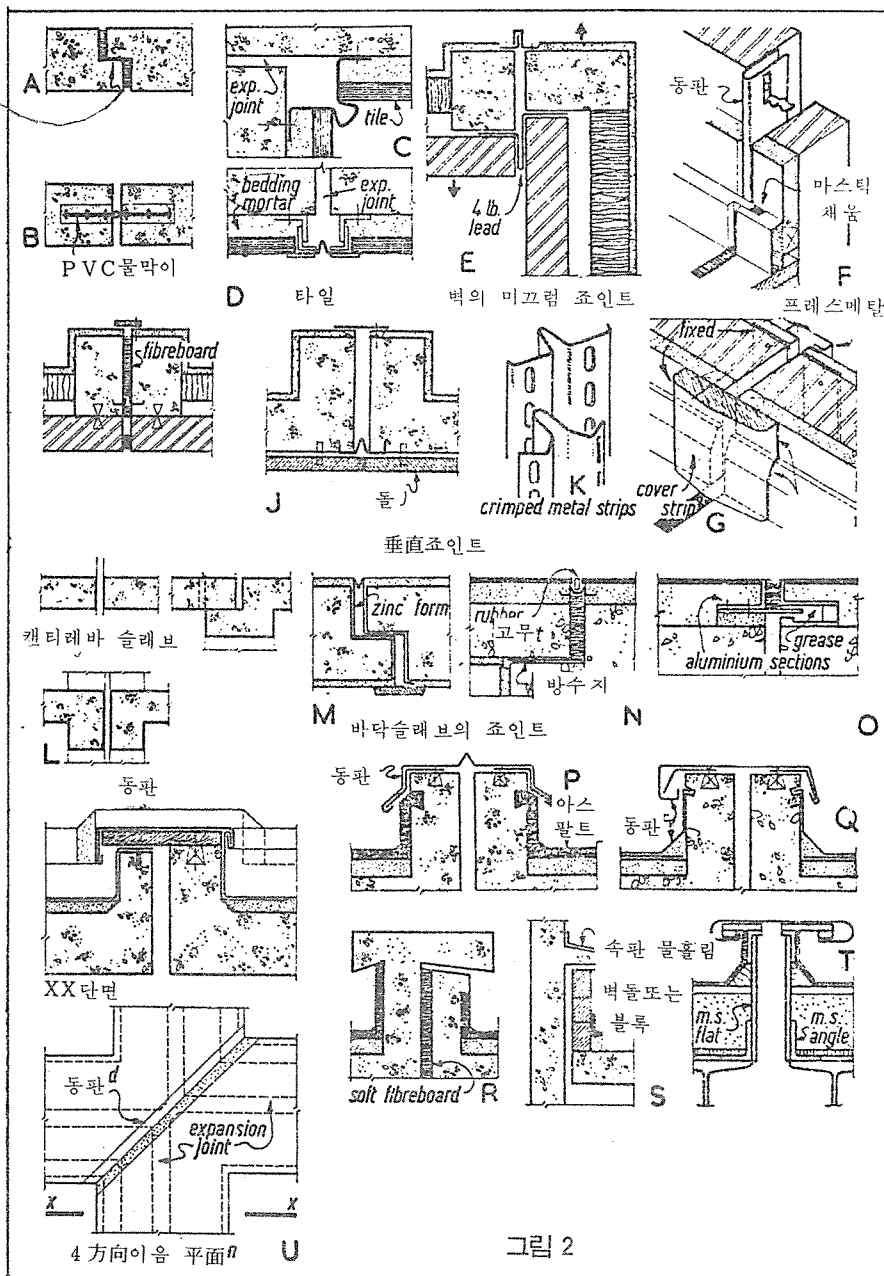 A
exp.
joint
tile
C
B
PVC물막이
bedding
mortar
exp.
joint
D
타일
4 lb.
lead
E
벽의 미끄럼 죠인트
동판
마스틱
채움
F
프레스메탈
fibreboard
J
돌
垂直죠인트
K
crimped metal strips
fixed
cover
strip
G
캔티레바 슬래브
L
zinc form
M
바닥슬래브의 죠인트
rubber
고무
방수지
N
grease
aluminium sections
O
동판
XX단면
동판
P
아스
팔트
동판
Q
soft fibreboard
R
속판 물흘림
벽돌또는
블록
S
m.s.
flat
m.s.
angle
T
동판
expansion
joint
X
X
4方向이음 平面
U
그림 2